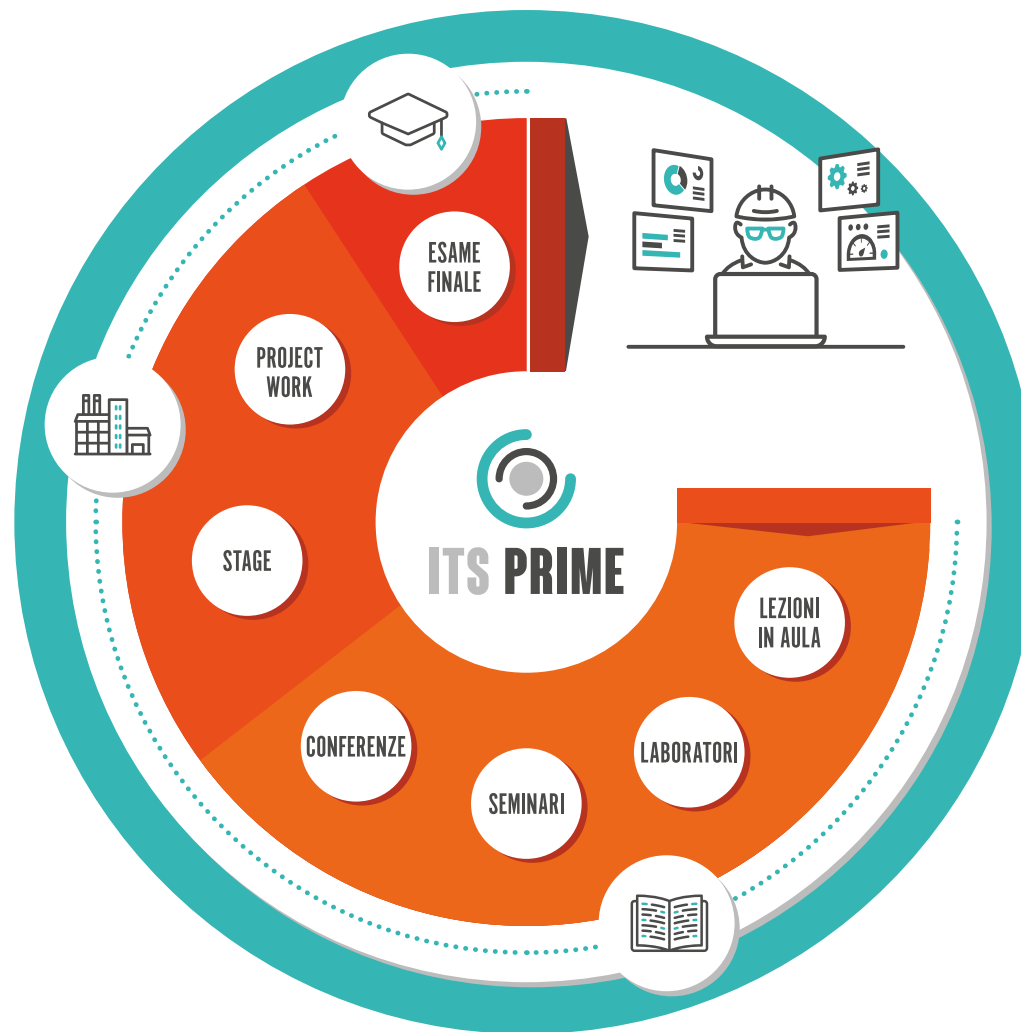 ESAME
FINALE
PROJECT
WORK
STAGE
ITS PRIME
LEZIONI
IN AULA
CONFERENZE
LABORATORI
SEMINARI